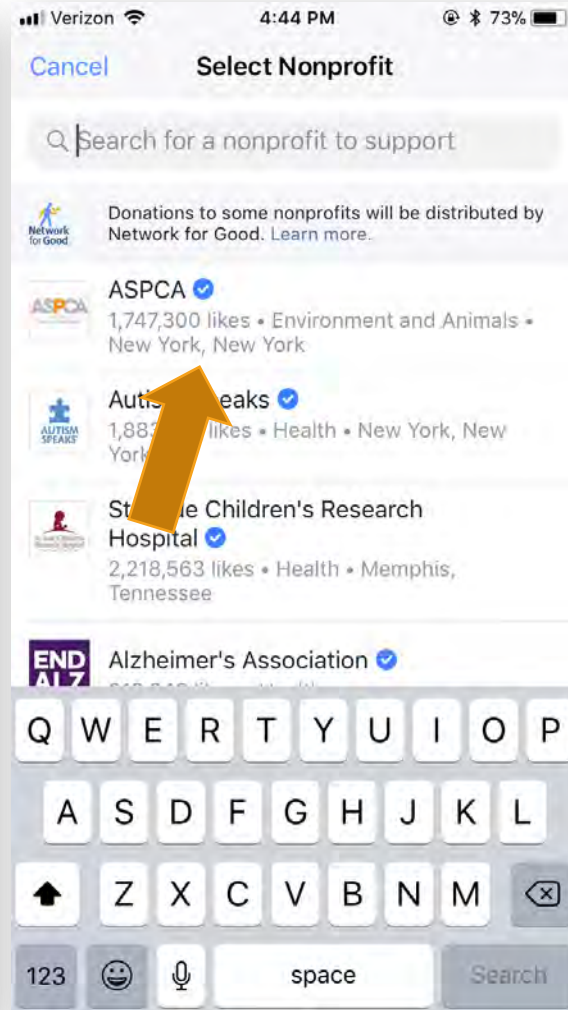 Verizon 4:44 PM 73%
Cancel Select Nonprofit
Search for a nonprofit to support
Network
for Good
Donations to some nonprofits will be distributed by
Network for Good. Learn more.
ASPCA
ASPCA
1,747,300 likes • Environment and Animals •
New York, New York
AUTISM
SPEAKS
1,88 likes • Health • New York, New
York
Children's Research
Hospital
2,218,563 likes • Health • Memphis,
Tennessee
END
ALZ
Alzheimer's Association
Q W E R T Y U I O P
A S D F G H J K L
Z X C V B N M
123 space Search